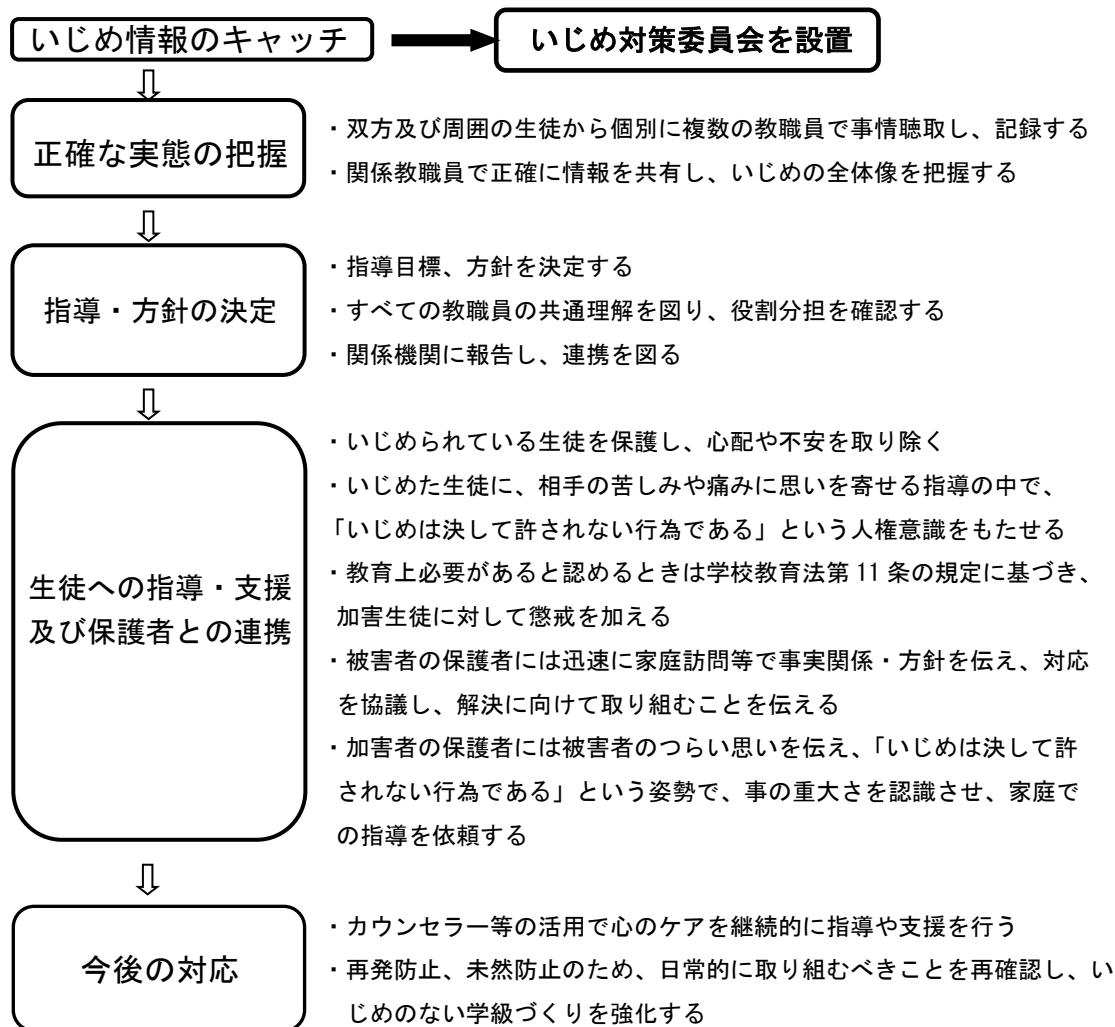 いじめ情報のキャッチ
いじめ対策委員会を設置
正確な実態の把握
・双方及び周囲の生徒から個別に複数の教職員で事情聴取し、記録する
・関係教職員で正確に情報を共有し、いじめの全体像を把握する
指導・方針の決定
・指導目標、方針を決定する
・すべての教職員の共通理解を図り、役割分担を確認する
・関係機関に報告し、連携を図る
生徒への指導・支援
及び保護者との連携
・いじめられている生徒を保護し、心配や不安を取り除く
・いじめた生徒に、相手の苦しみや痛みに思いを寄せる指導の中で、
「いじめは決して許されない行為である」という人権意識をもたせる
・教育上必要があると認めるときは学校教育法第 11 条の規定に基づき、
加害生徒に対して懲戒を加える
・被害者の保護者には迅速に家庭訪問等で事実関係・方針を伝え、対応
を協議し、解決に向けて取り組むことを伝える
・加害者の保護者には被害者のつらい思いを伝え、「いじめは決して許
されない行為である」という姿勢で、事の重大さを認識させ、家庭で
の指導を依頼する
今後の対応
・カウンセラー等の活用で心のケアを継続的に指導や支援を行う
・再発防止、未然防止のため、日常的に取り組むべきことを再確認し、い
じめのない学級づくりを強化する